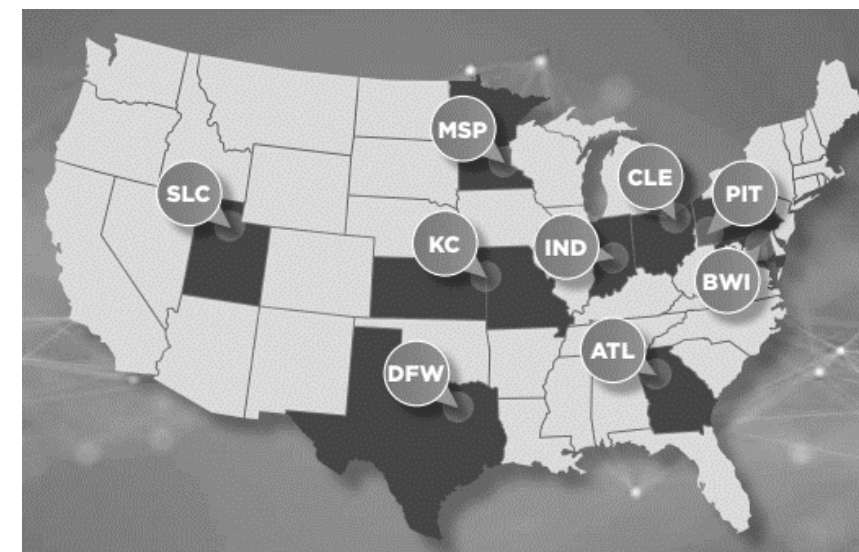 MSP
CLE
SLC
PIT
KC
IND
BWI
ATL
DFW